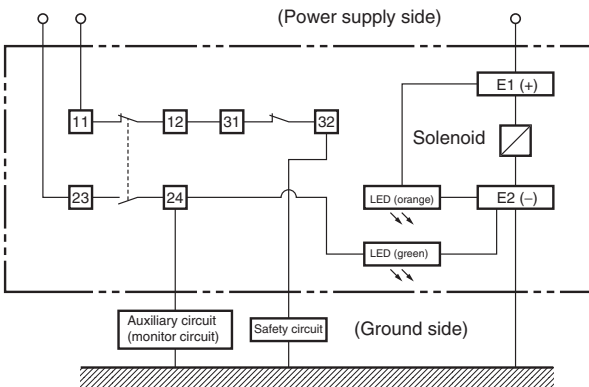 (Power supply side)
E1 (+)
11
12
31
32
Solenoid
23
24
LED (orange)
E2 (–)
LED (green)
Auxiliary circuit
(monitor circuit)
Safety circuit
(Ground side)